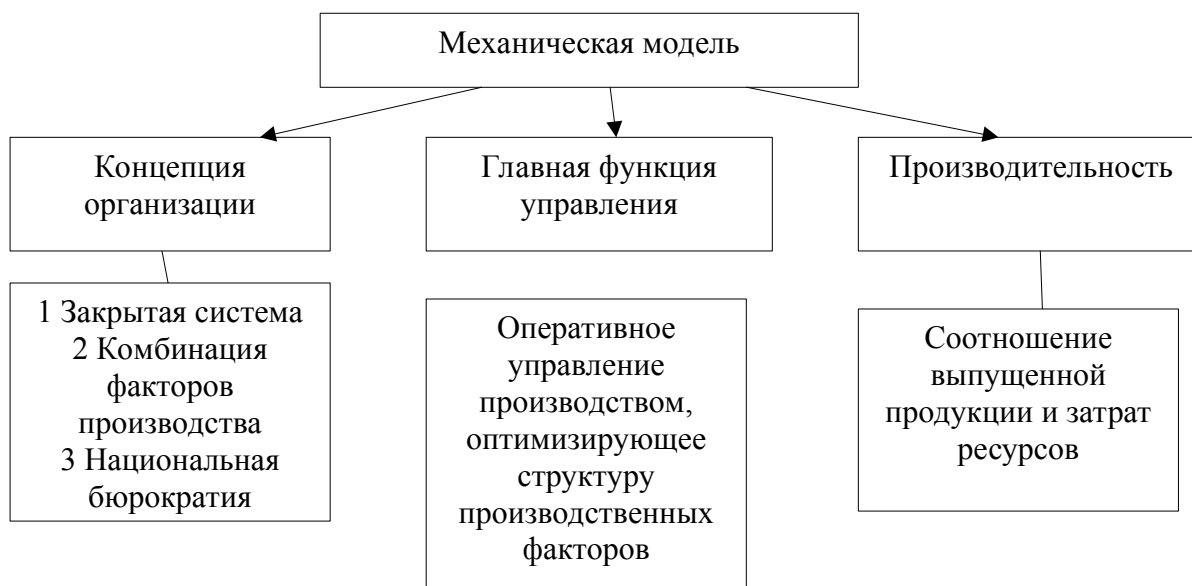 Механическая модель
Концепция
организации
Главная функция
управления
Производительность
1 Закрытая система
2 Комбинация
факторов
производства
3 Национальная
бюрократия
Оперативное
управление
производством,
оптимизирующее
структуру
производственных
факторов
Соотношение
выпущенной
продукции и затрат
ресурсов